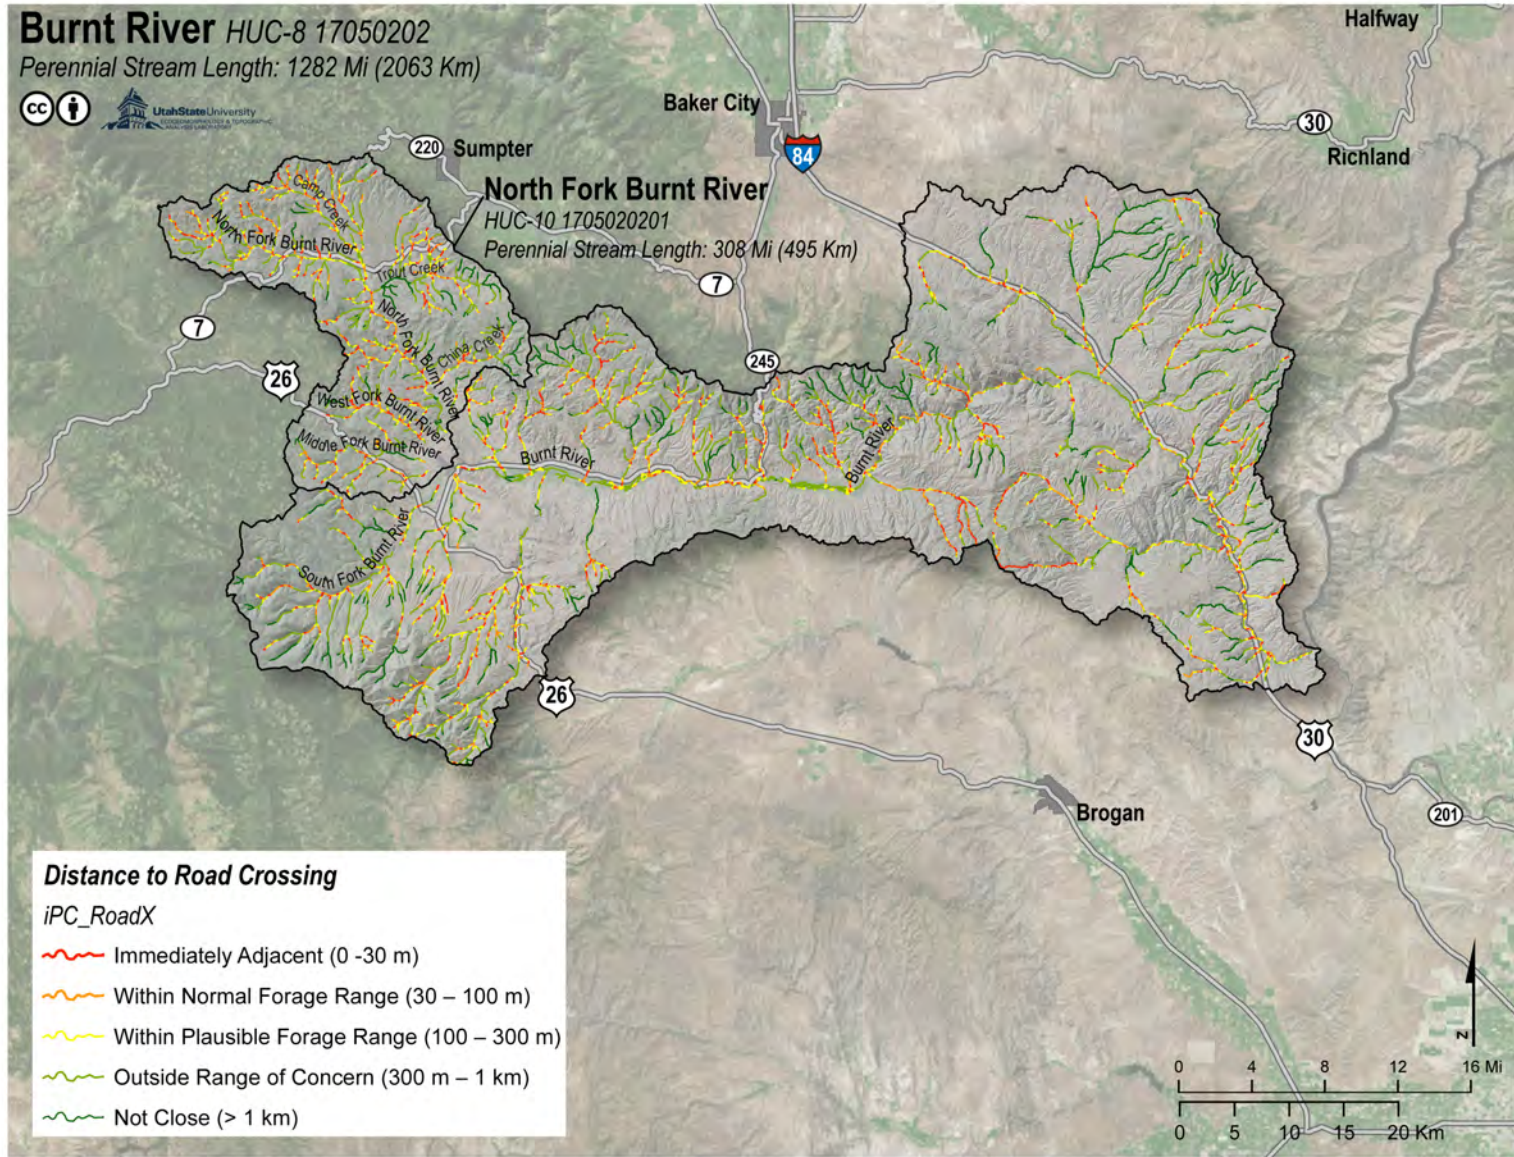 Burnt River HUC-8 17050202
Perennial Stream Length: 1282 Mi (2063 Km)
cc
UtahStateUniversity
ECOGEOMORPHOLOGY & TOPOGRAPHIC
ANALYSIS LABORATORY
Halfway
Baker City
30
Richland
84
220
Sumpter
North Fork Burnt River
HUC-10 1705020201
Perennial Stream Length: 308 Mi (495 Km)
Camp Creek
North Fork Burnt River
Trout Creek
7
7
North Fork Burnt River
China Creek
245
26
West Fork Burnt River
Middle Fork Burnt River
Burnt River
Burnt River
South Fork Burnt River
26
30
Brogan
201
Distance to Road Crossing
iPC_RoadX
Immediately Adjacent (0 -30 m)
Within Normal Forage Range (30 – 100 m)
Within Plausible Forage Range (100 – 300 m)
Outside Range of Concern (300 m – 1 km)
Not Close (> 1 km)
N
0 4 8 12 16 Mi
0 5 10 15 20 Km